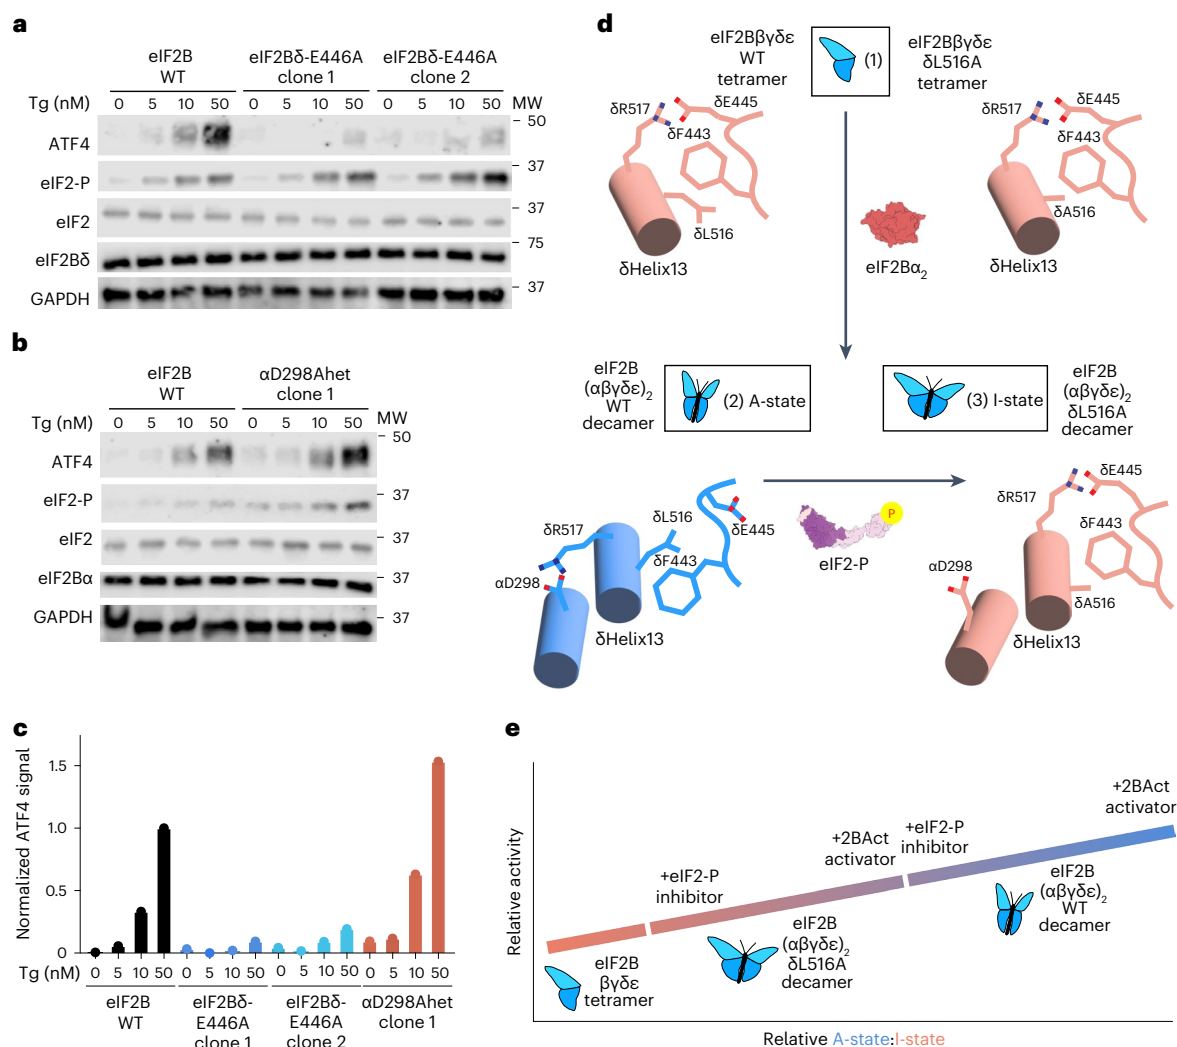 a
eIF2B
WT
eIF2Bδ-E446A
clone 1
eIF2Bδ-E446A
clone 2
Tg (nM) 0 5 10 50 0 5 10 50 0 5 10 50 MW
ATF4
50
eIF2-P
37
eIF2
37
eIF2Bδ
75
GAPDH
37
b
eIF2B
WT
αD298Ahet
clone 1
Tg (nM) 0 5 10 50 0 5 10 50 MW
ATF4
50
eIF2-P
37
eIF2
37
eIF2Bα
37
GAPDH
37
c
Normalized ATF4 signal
1.5
1.0
0.5
0
Tg (nM) 0 5 10 50 0 5 10 50 0 5 10 50 0 5 10 50
eIF2B
WT
eIF2Bδ-
E446A
clone 1
eIF2Bδ-
E446A
clone 2
αD298Ahet
clone 1
d
eIF2Bβγδε
WT
tetramer
(1)
eIF2Bβγδε
δL516A
tetramer
δR517
δE445
δF443
δL516
δHelix13
eIF2Bα2
δR517
δE445
δF443
δA516
δHelix13
eIF2B
(αβγδε)2
WT
decamer
(2) A-state
(3) I-state
eIF2B
(αβγδε)2
δL516A
decamer
δR517
δL516
δE445
δF443
αD298
δHelix13
P
eIF2-P
δR517
δE445
δF443
αD298
δA516
δHelix13
e
Relative activity
+2BAct
activator
+eIF2-P
inhibitor
+2BAct
activator
+eIF2-P
inhibitor
eIF2B
βγδε
tetramer
eIF2B
(αβγδε)2
δL516A
decamer
eIF2B
(αβγδε)2
WT
decamer
Relative A-state:I-state